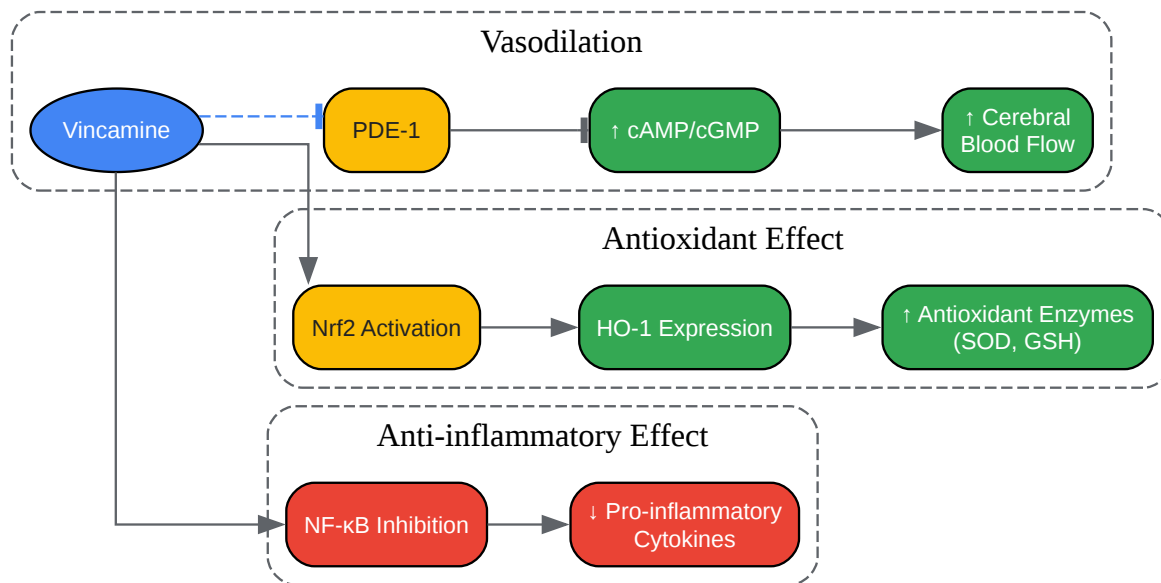 Vasodilation
Vincamine
PDE-1
↑ cAMP/cGMP
↑ Cerebral
Blood Flow
Antioxidant Effect
Nrf2 Activation
HO-1 Expression
↑ Antioxidant Enzymes
(SOD, GSH)
Anti-inflammatory Effect
NF-κB Inhibition
↓ Pro-inflammatory
Cytokines